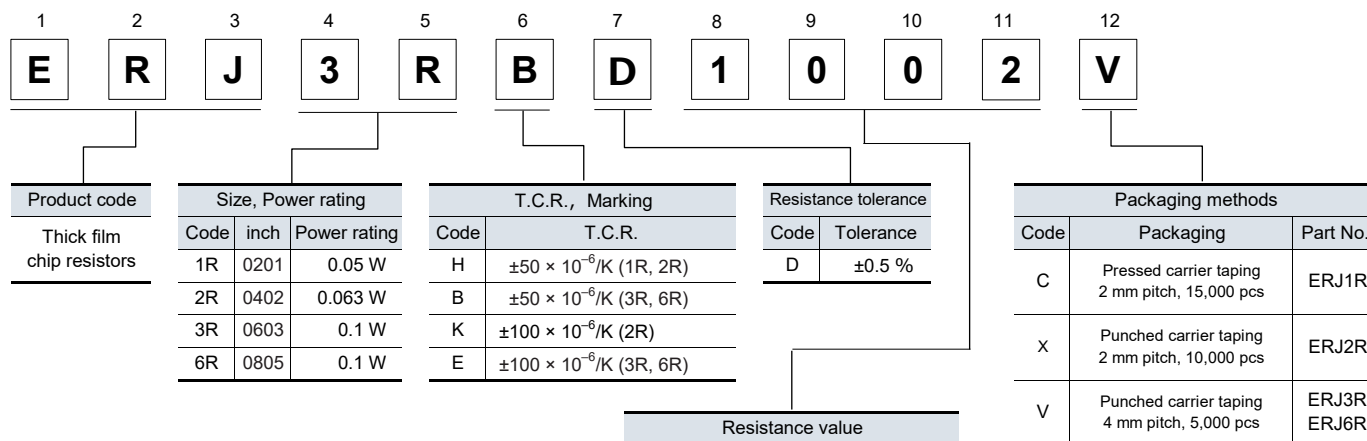 1 2 3 4 5 6 7 8 9 10 11 12
E R J 3 R B D 1 0 0 2 V
Product code
Thick film
chip resistors
Size, Power rating
Code inch Power rating
1R 0201 0.05 W
2R 0402 0.063 W
3R 0603 0.1 W
6R 0805 0.1 W
T.C.R., Marking
Code T.C.R.
H ±50 × 10⁻⁶/K (1R, 2R)
B ±50 × 10⁻⁶/K (3R, 6R)
K ±100 × 10⁻⁶/K (2R)
E ±100 × 10⁻⁶/K (3R, 6R)
Resistance tolerance
Code Tolerance
D ±0.5 %
Resistance value
Packaging methods
Code Packaging Part No.
C Pressed carrier taping
2 mm pitch, 15,000 pcs ERJ1R
X Punched carrier taping
2 mm pitch, 10,000 pcs ERJ2R
V Punched carrier taping ERJ3R
4 mm pitch, 5,000 pcs ERJ6R